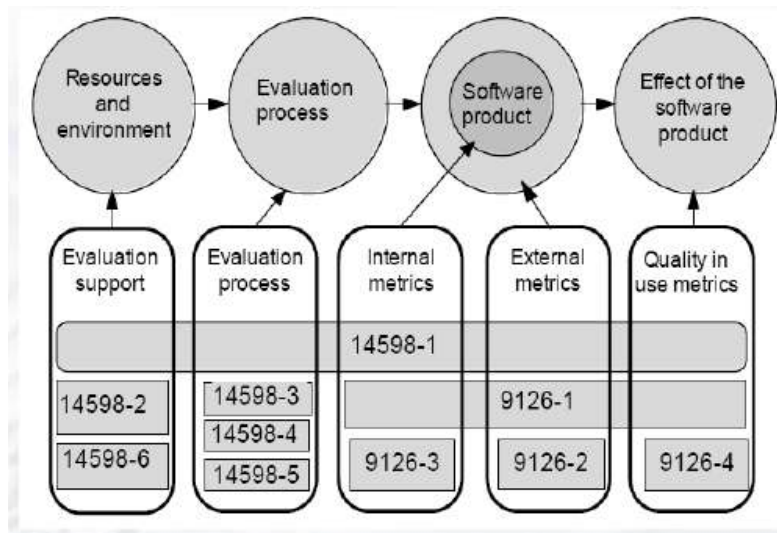 Resources
and
environment
Evaluation
process
Software
product
Effect of the
software
product
Evaluation
support
Evaluation
process
Internal
metrics
External
metrics
Quality in
use metrics
14598-1
14598-2
14598-6
14598-3
14598-4
14598-5
9126-1
9126-3
9126-2
9126-4